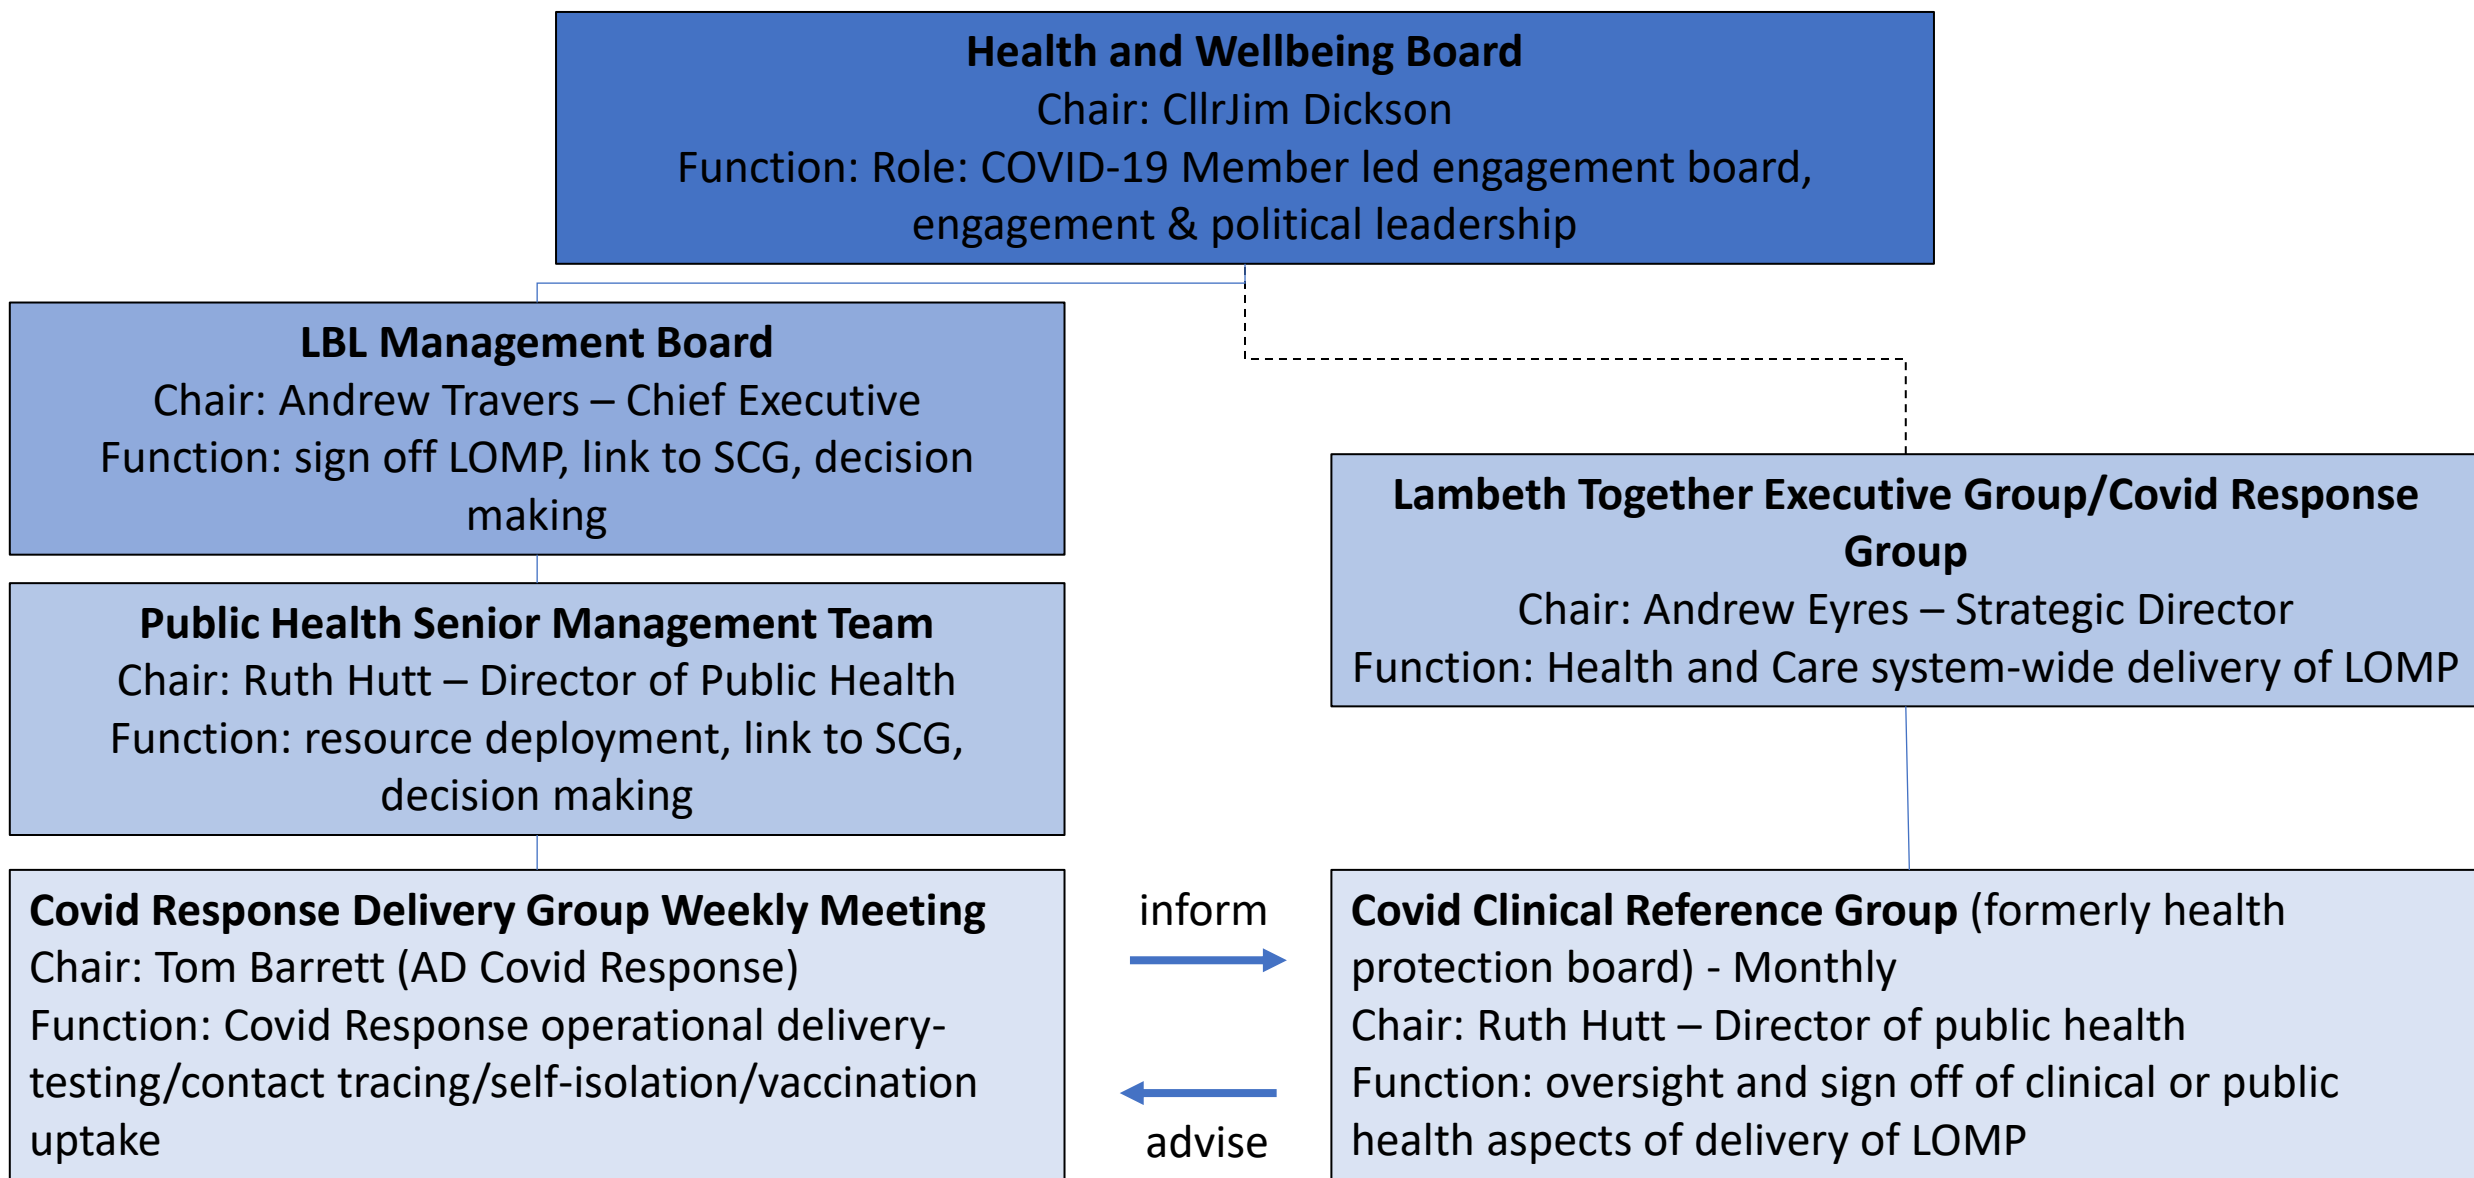 Health and Wellbeing Board
Chair: CllrJim Dickson
Function: Role: COVID-19 Member led engagement board,
engagement & political leadership
LBL Management Board
Chair: Andrew Travers – Chief Executive
Function: sign off LOMP, link to SCG, decision
making
Lambeth Together Executive Group/Covid Response
Group
Chair: Andrew Eyres – Strategic Director
Function: Health and Care system-wide delivery of LOMP
Public Health Senior Management Team
Chair: Ruth Hutt – Director of Public Health
Function: resource deployment, link to SCG,
decision making
Covid Response Delivery Group Weekly Meeting
Chair: Tom Barrett (AD Covid Response)
Function: Covid Response operational delivery-
testing/contact tracing/self-isolation/vaccination
uptake
inform
advise
Covid Clinical Reference Group (formerly health
protection board) - Monthly
Chair: Ruth Hutt – Director of public health
Function: oversight and sign off of clinical or public
health aspects of delivery of LOMP